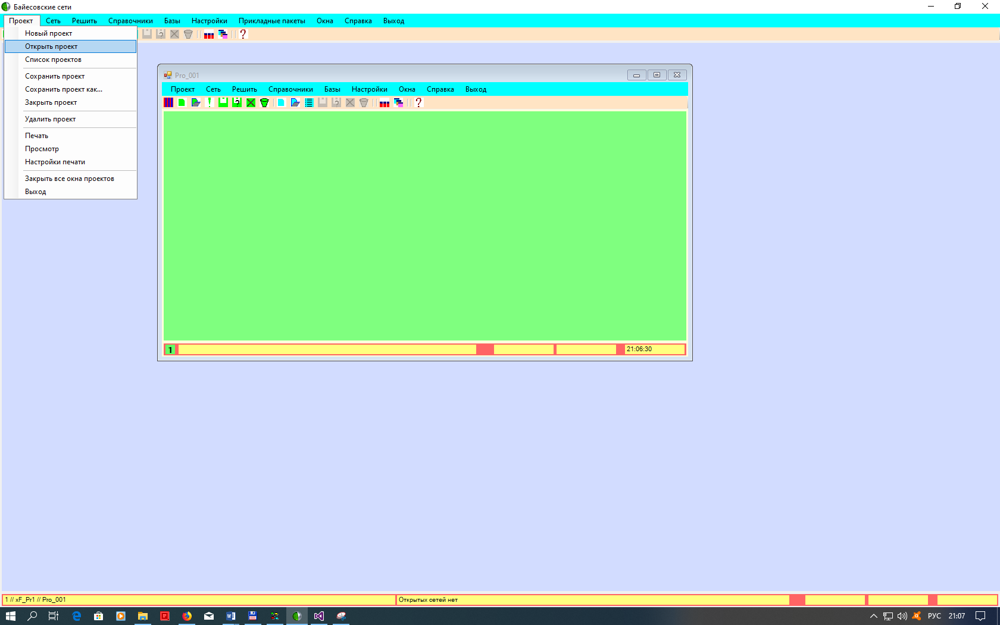 Байесовские сети
Проект Сеть Решить Справочники Базы Настройки Прикладные пакеты Окна Справка Выход
Новый проект
Открыть проект
Список проектов
Сохранить проект
Сохранить проект как...
Закрыть проект
Удалить проект
Печать
Просмотр
Настройки печати
Закрыть все окна проектов
Выход
Pro_001
Проект Сеть Решить Справочники Базы Настройки Окна Справка Выход
1 21:06:30
1 // xF_Pr1 // Pro_001 Открытых сетей нет
РУС 21:07